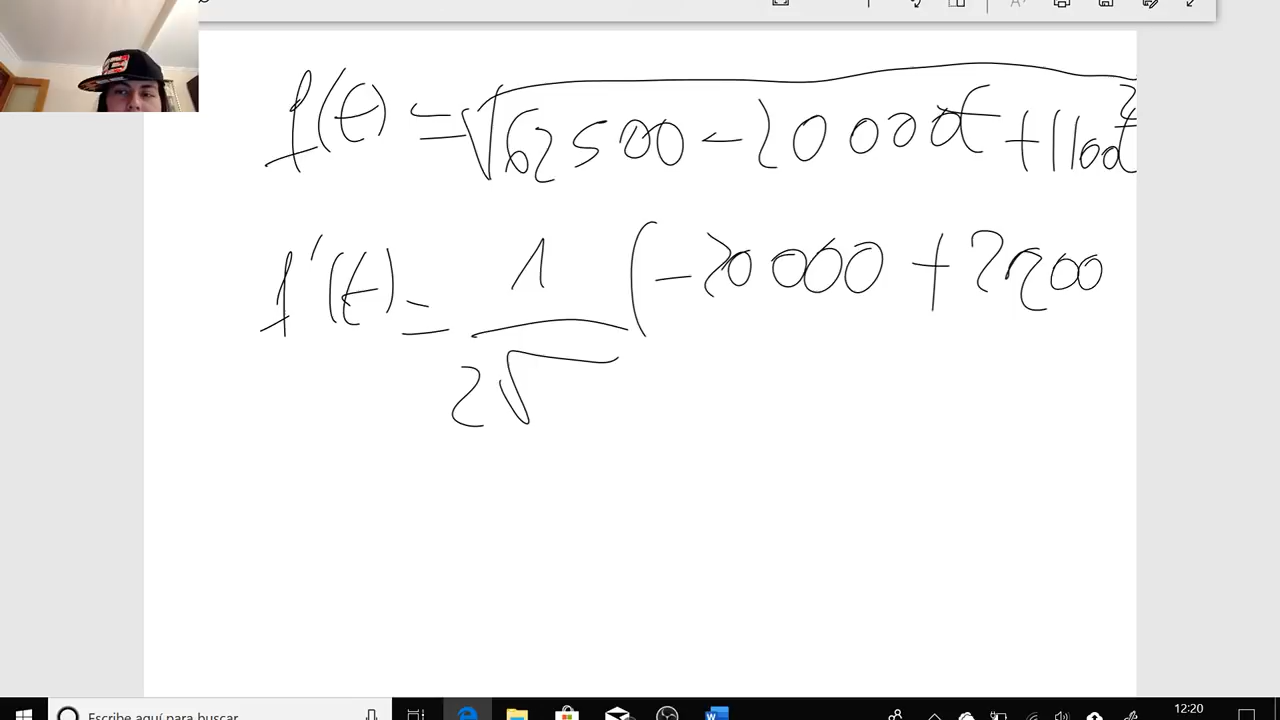 f(t) = √62500 - 20000t + 1100t²
f'(t) = 1 / 2√ (-20000 + 2200
Escribe aquí para buscar
12:20